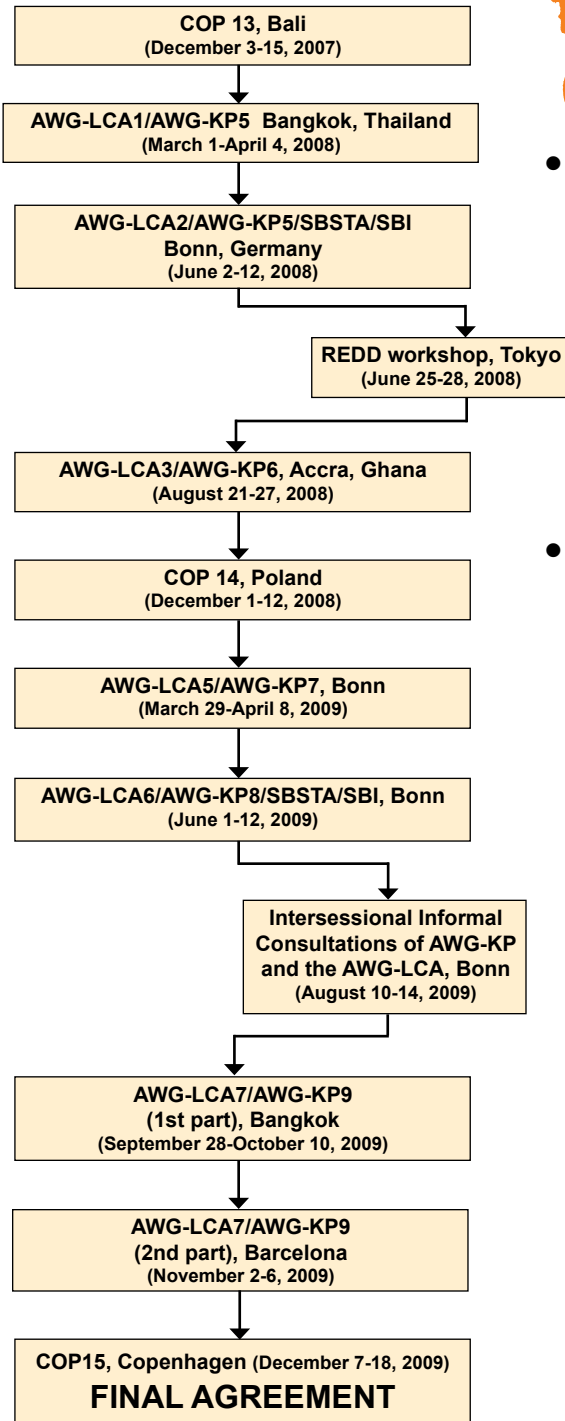 COP 13, Bali
(December 3-15, 2007)
AWG-LCA1/AWG-KP5 Bangkok, Thailand
(March 1-April 4, 2008)
AWG-LCA2/AWG-KP5/SBSTA/SBI
Bonn, Germany
(June 2-12, 2008)
REDD workshop, Tokyo
(June 25-28, 2008)
AWG-LCA3/AWG-KP6, Accra, Ghana
(August 21-27, 2008)
COP 14, Poland
(December 1-12, 2008)
AWG-LCA5/AWG-KP7, Bonn
(March 29-April 8, 2009)
AWG-LCA6/AWG-KP8/SBSTA/SBI, Bonn
(June 1-12, 2009)
Intersessional Informal
Consultations of AWG-KP
and the AWG-LCA, Bonn
(August 10-14, 2009)
AWG-LCA7/AWG-KP9
(1st part), Bangkok
(September 28-October 10, 2009)
AWG-LCA7/AWG-KP9
(2nd part), Barcelona
(November 2-6, 2009)
COP15, Copenhagen (December 7-18, 2009)
FINAL AGREEMENT